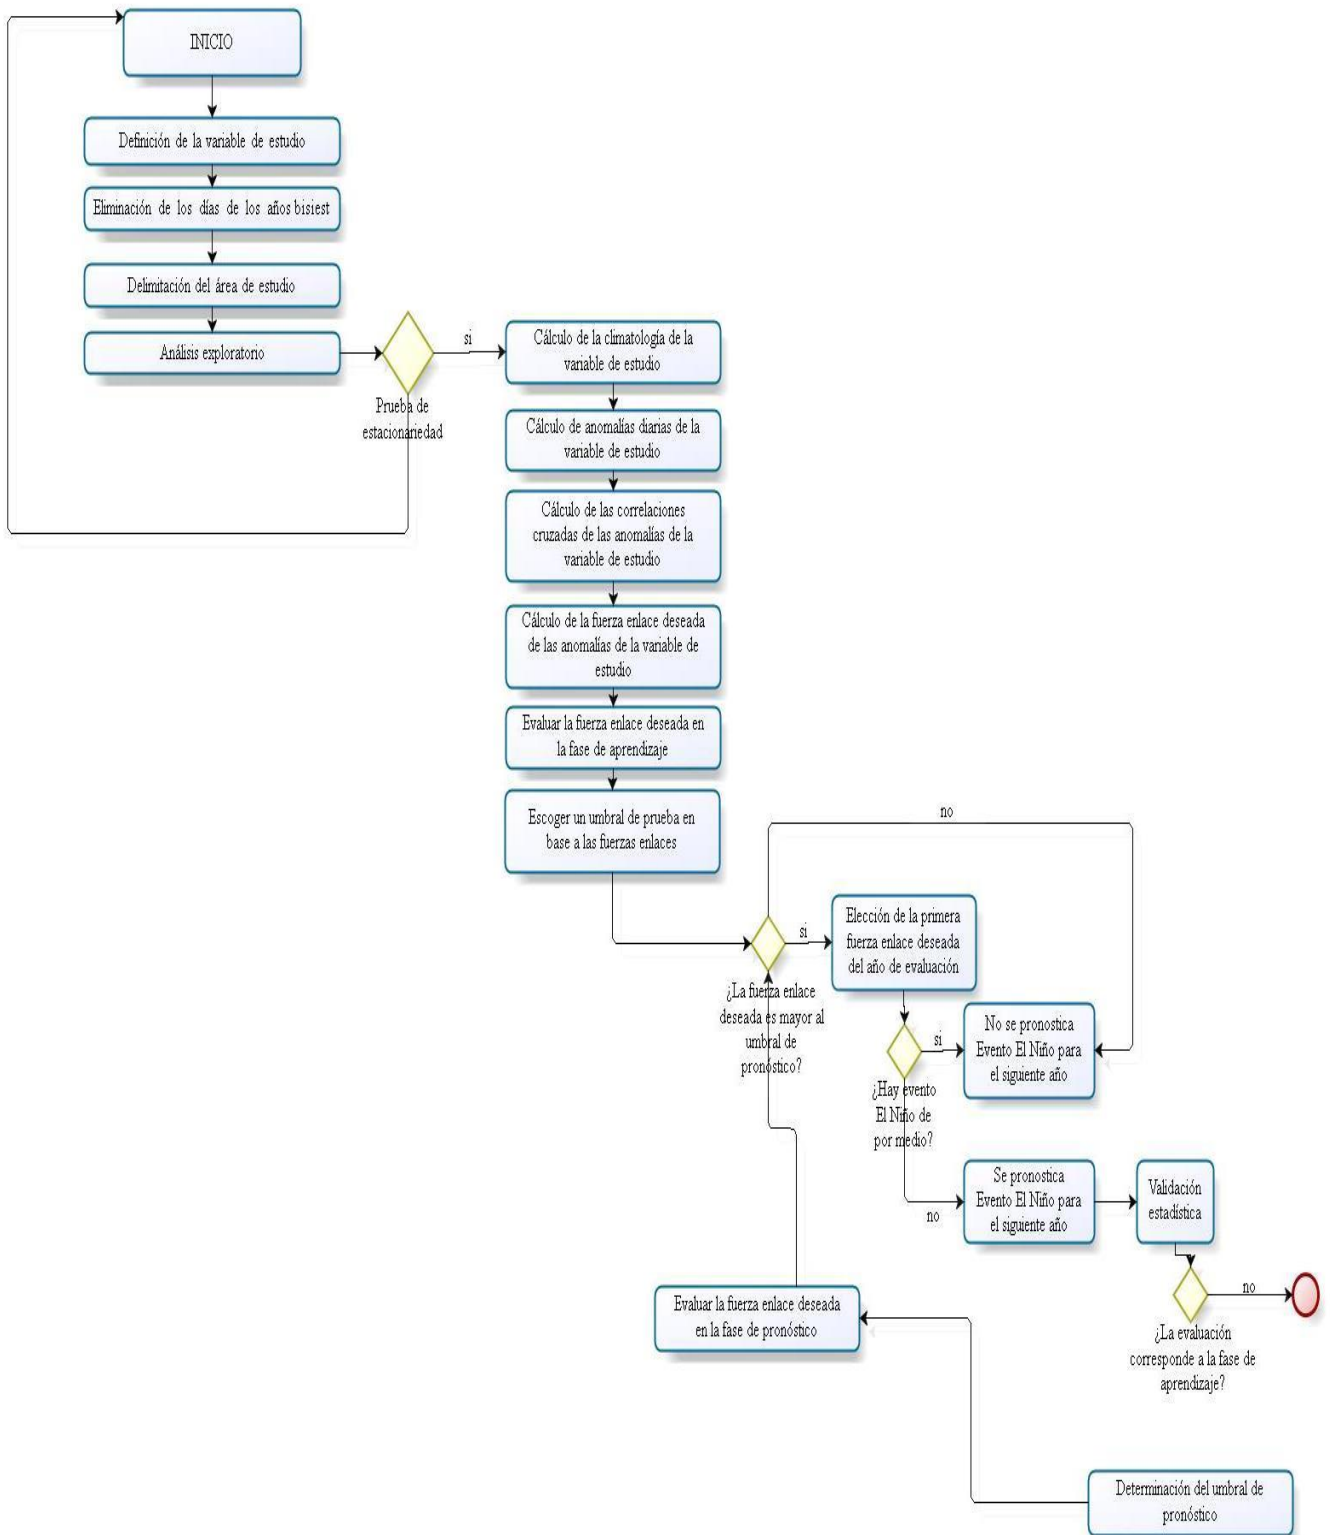 INICIO
Definición de la variable de estudio
Eliminación de los días de los años bisiest
Delimitación del área de estudio
Análisis exploratorio
Prueba de
estacionariedad
si
Cálculo de la climatología de la
variable de estudio
Cálculo de anomalías diarias de la
variable de estudio
Cálculo de las correlaciones
cruzadas de las anomalías de la
variable de estudio
Cálculo de la fuerza enlace deseada
de las anomalías de la variable de
estudio
Evaluar la fuerza enlace deseada en
la fase de aprendizaje
Escoger un umbral de prueba en
base a las fuerzas enlaces
no
¿La fuerza enlace
deseada es mayor al
umbral de
pronóstico?
si
Elección de la primera
fuerza enlace deseada
del año de evaluación
¿Hay evento
El Niño de
por medio?
si
No se pronostica
Evento El Niño para
el siguiente año
no
Se pronostica
Evento El Niño para
el siguiente año
Validación
estadística
¿La evaluación
corresponde a la fase de
aprendizaje?
no
Evaluar la fuerza enlace deseada
en la fase de pronóstico
Determinación del umbral de
pronóstico